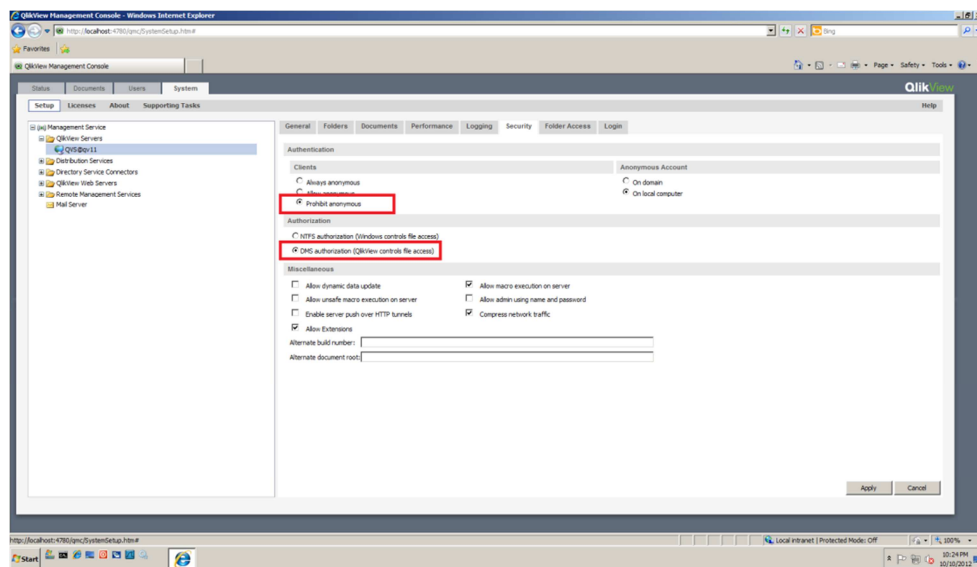 QlikView Management Console - Windows Internet Explorer
http://localhost:4780/qmc/SystemSetup.htm#
Bing
Favorites
QlikView Management Console
Page Safety Tools
Status Documents Users System
QlikView
Setup Licenses About Supporting Tasks
Help
Management Service
QlikView Servers
QVS@qv11
Distribution Services
Directory Service Connectors
QlikView Web Servers
Remote Management Services
Mail Server
General Folders Documents Performance Logging Security Folder Access Login
Authentication
Clients
Anonymous Account
Always anonymous
On domain
Allow anonymous
On local computer
Prohibit anonymous
Authorization
NTFS authorization (Windows controls file access)
DMS authorization (QlikView controls file access)
Miscellaneous
Allow dynamic data update
Allow macro execution on server
Allow unsafe macro execution on server
Allow admin using name and password
Enable server push over HTTP tunnels
Compress network traffic
Allow Extensions
Alternate build number:
Alternate document root:
Apply Cancel
http://localhost:4780/qmc/SystemSetup.htm#
Local intranet | Protected Mode: Off
100%
Start
10:24 PM
10/10/2012